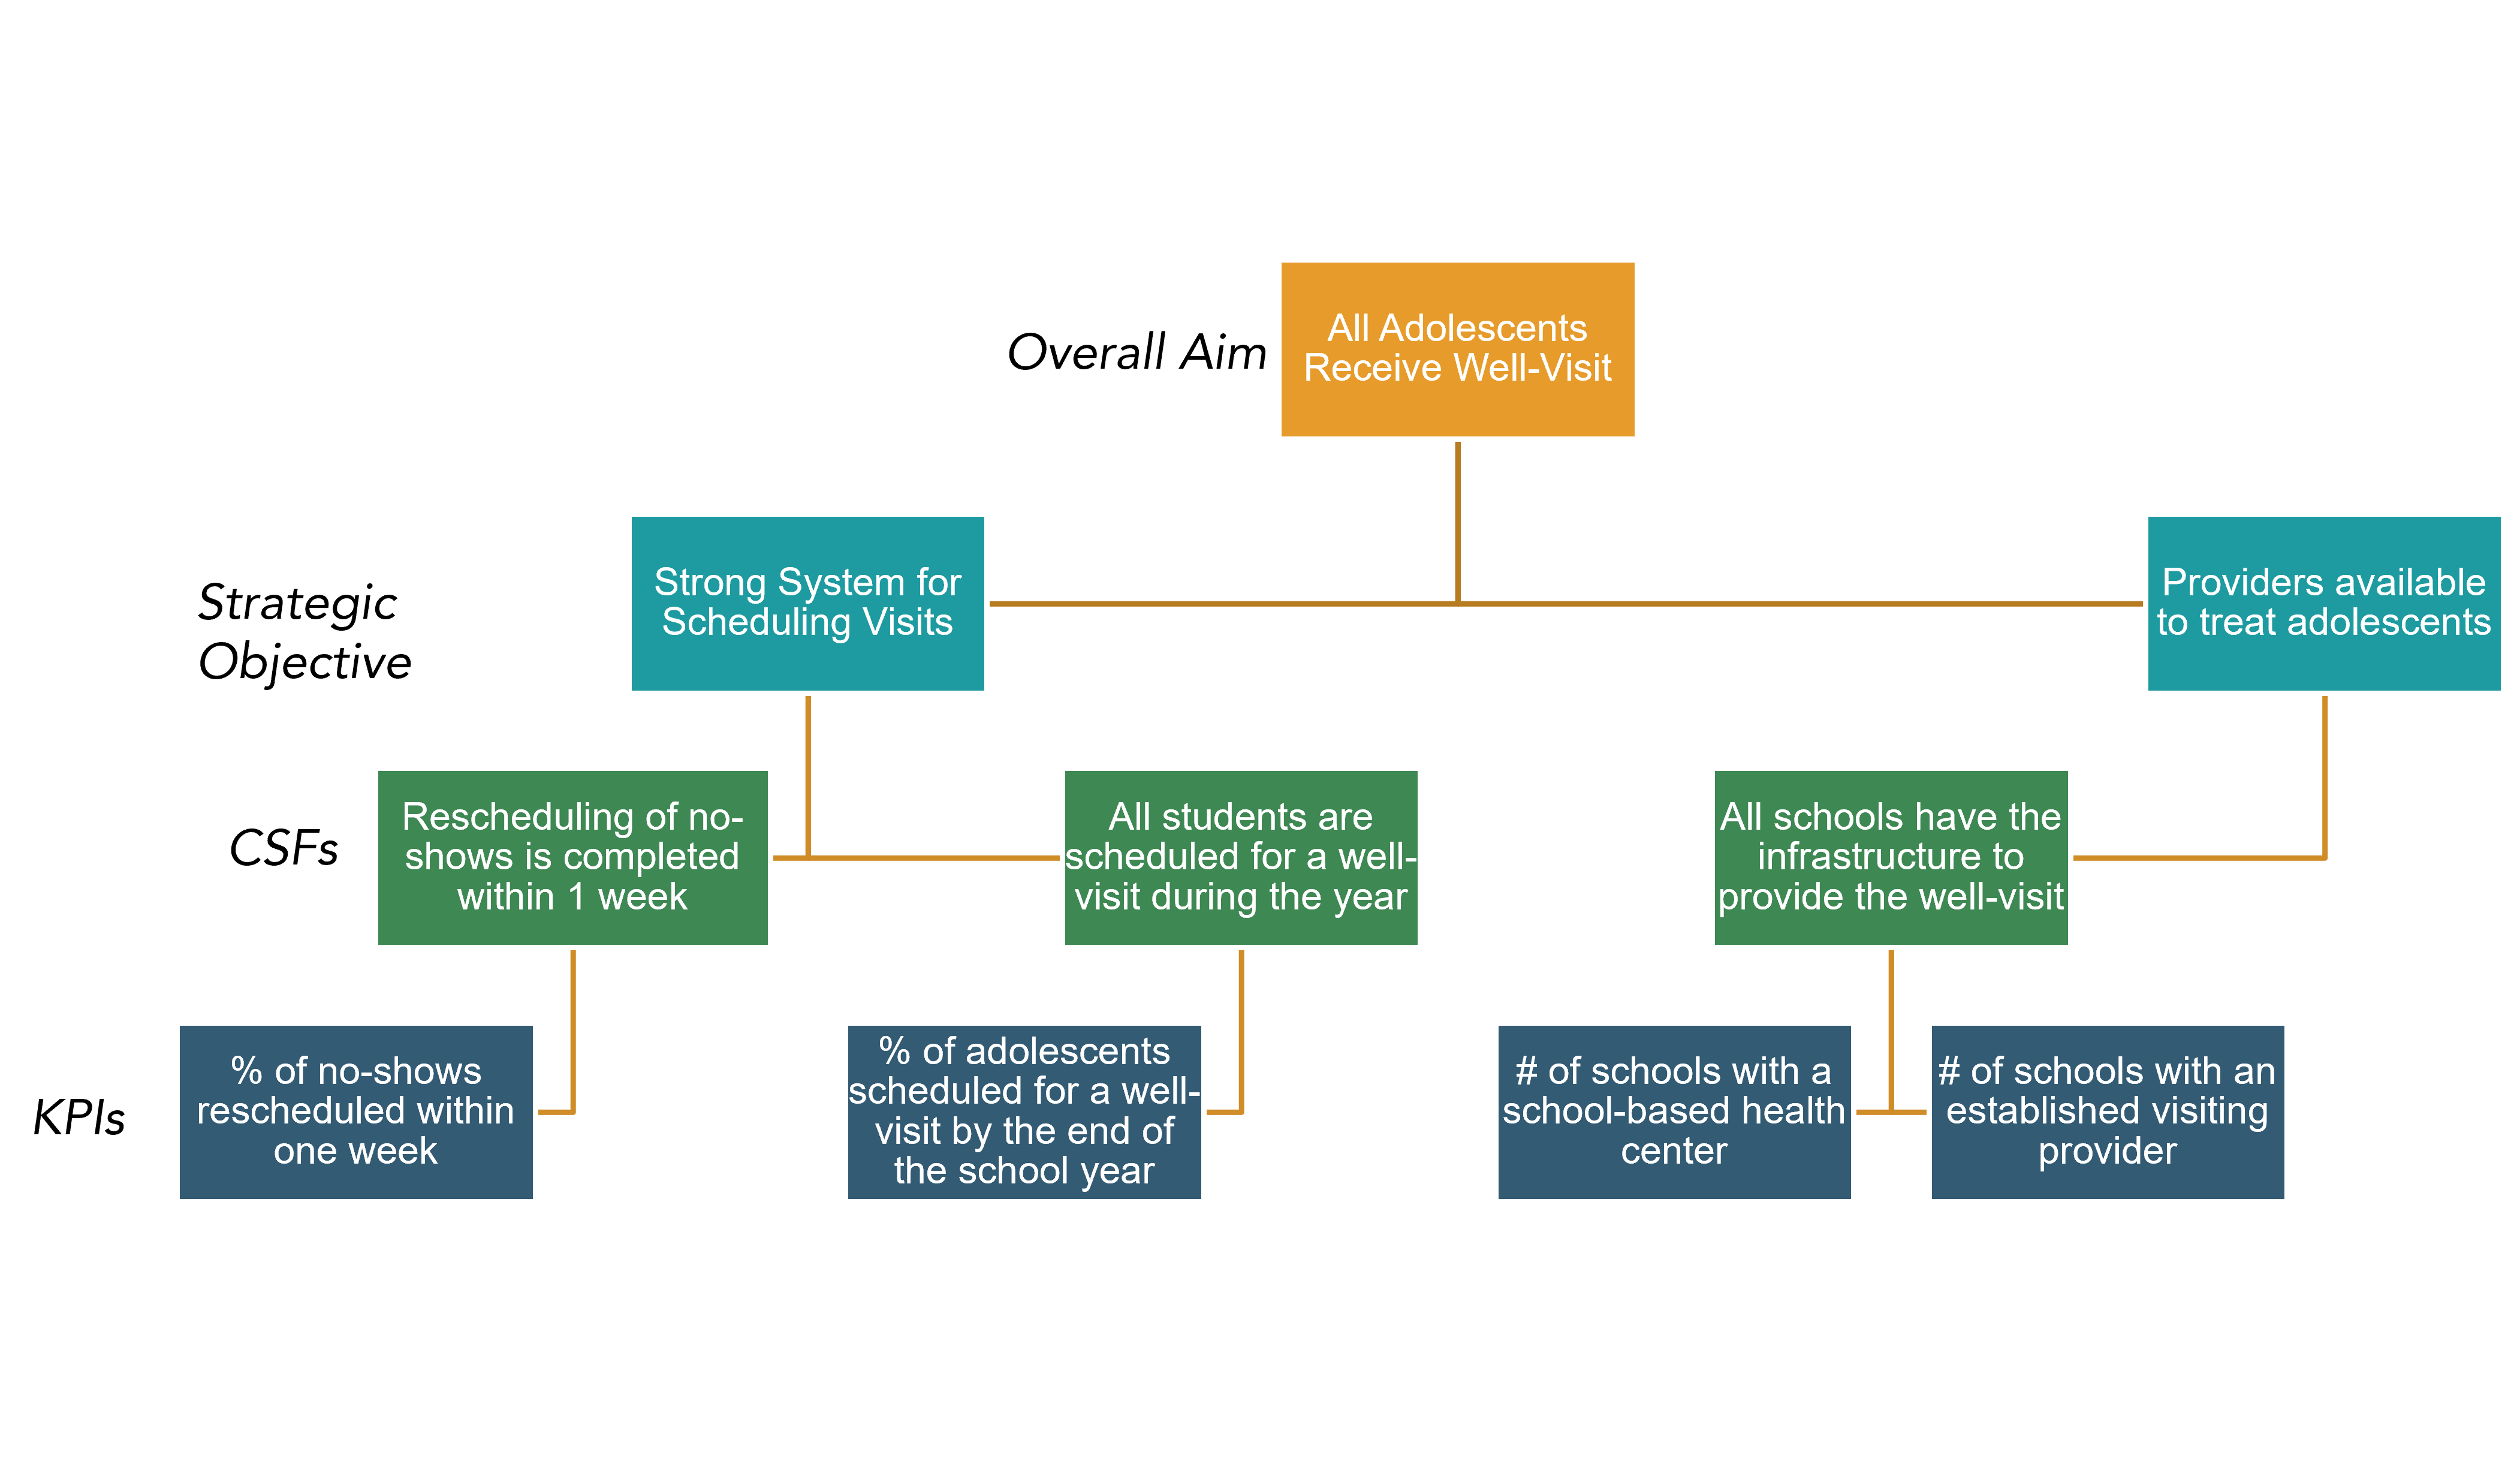 Overall Aim
All Adolescents
Receive Well-Visit
Strategic
Objective
Strong System for
Scheduling Visits
Providers available
to treat adolescents
CSFs
Rescheduling of no-
shows is completed
within 1 week
All students are
scheduled for a well-
visit during the year
All schools have the
infrastructure to
provide the well-visit
KPIs
% of no-shows
rescheduled within
one week
% of adolescents
scheduled for a well-
visit by the end of
the school year
# of schools with a
school-based health
center
# of schools with an
established visiting
provider